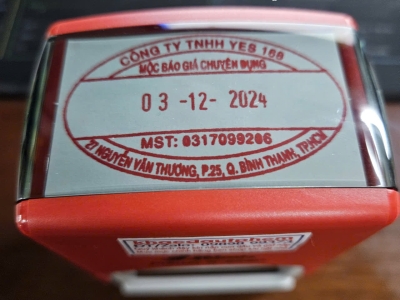 CÔNG TY TNHH YES 168
MỘC BÁO GIÁ CHUYÊN DỤNG
03 -12- 2024
MST: 0317099206
27 NGUYỄN VĂN THƯƠNG, P.25, Q. BÌNH THẠNH, TP.HCM